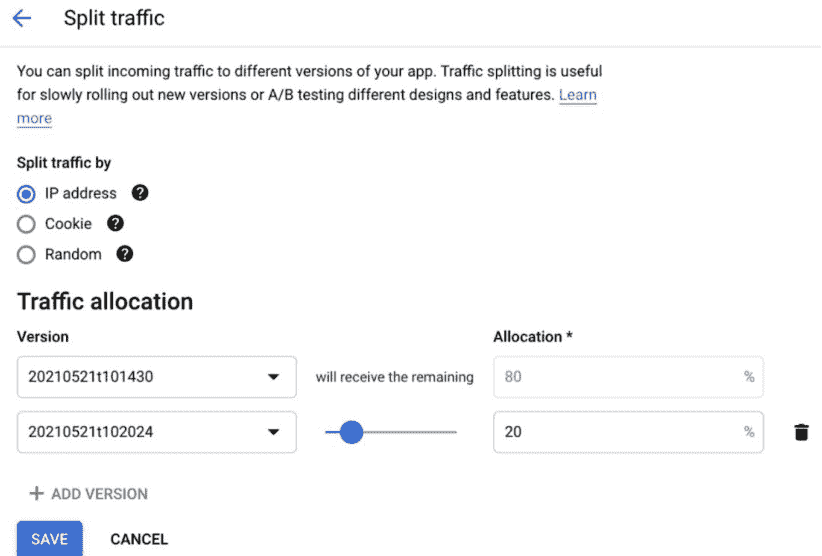 Split traffic
You can split incoming traffic to different versions of your app. Traffic splitting is useful
for slowly rolling out new versions or A/B testing different designs and features. Learn
more
Split traffic by
IP address ?
Cookie ?
Random ?
Traffic allocation
Version Allocation *
20210521t101430 will receive the remaining 80 %
20210521t102024 20 %
+ ADD VERSION
SAVE CANCEL